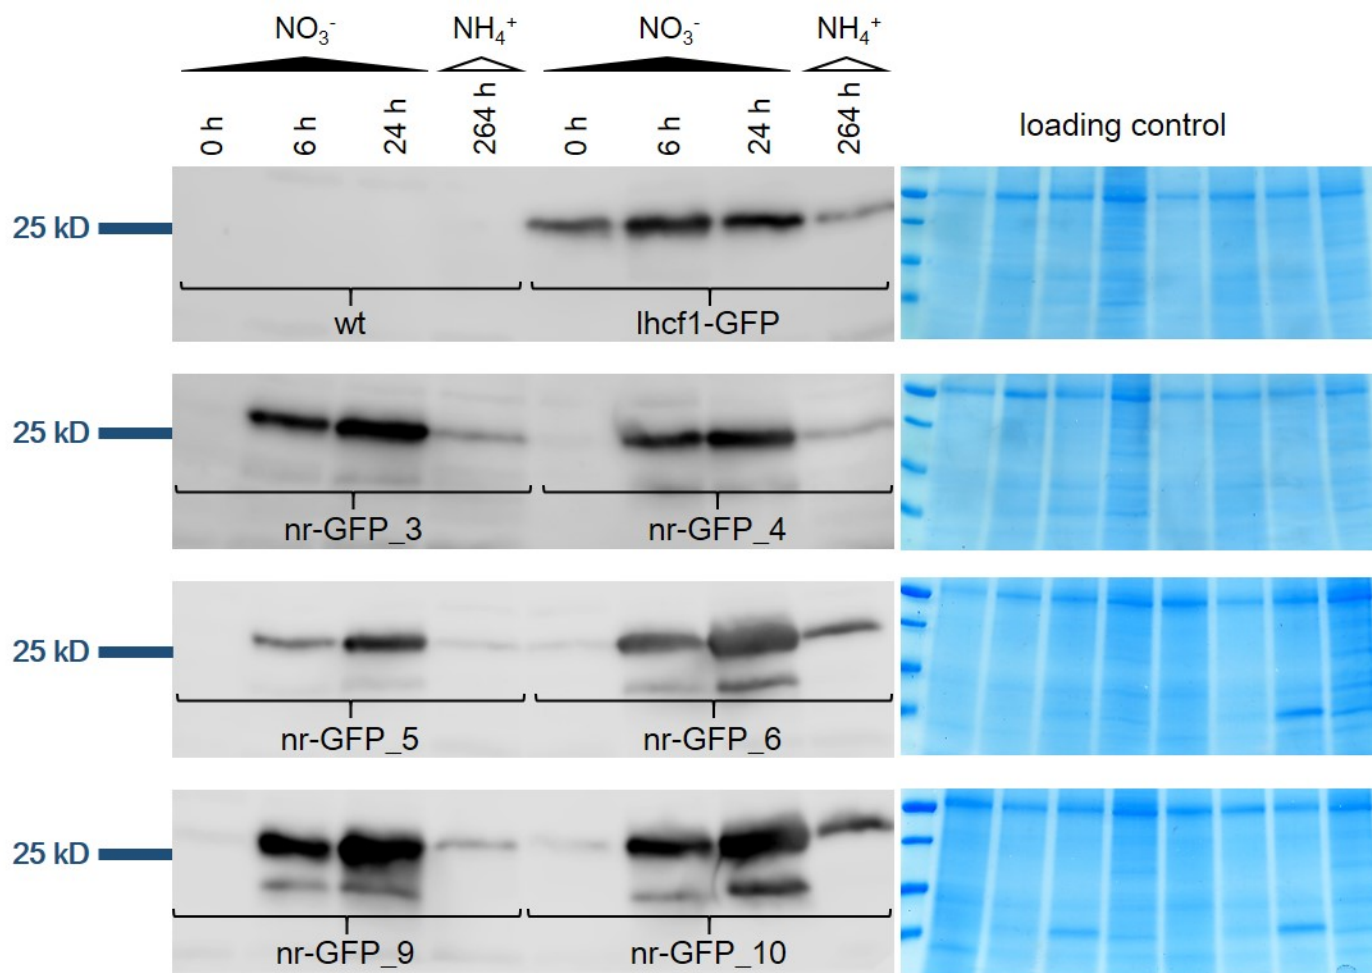 NO₃⁻ NH₄⁺ NO₃⁻ NH₄⁺
0 h 6 h 24 h 264 h 0 h 6 h 24 h 264 h
loading control
25 kD
wt lhcf1-GFP
25 kD
nr-GFP_3 nr-GFP_4
25 kD
nr-GFP_5 nr-GFP_6
25 kD
nr-GFP_9 nr-GFP_10